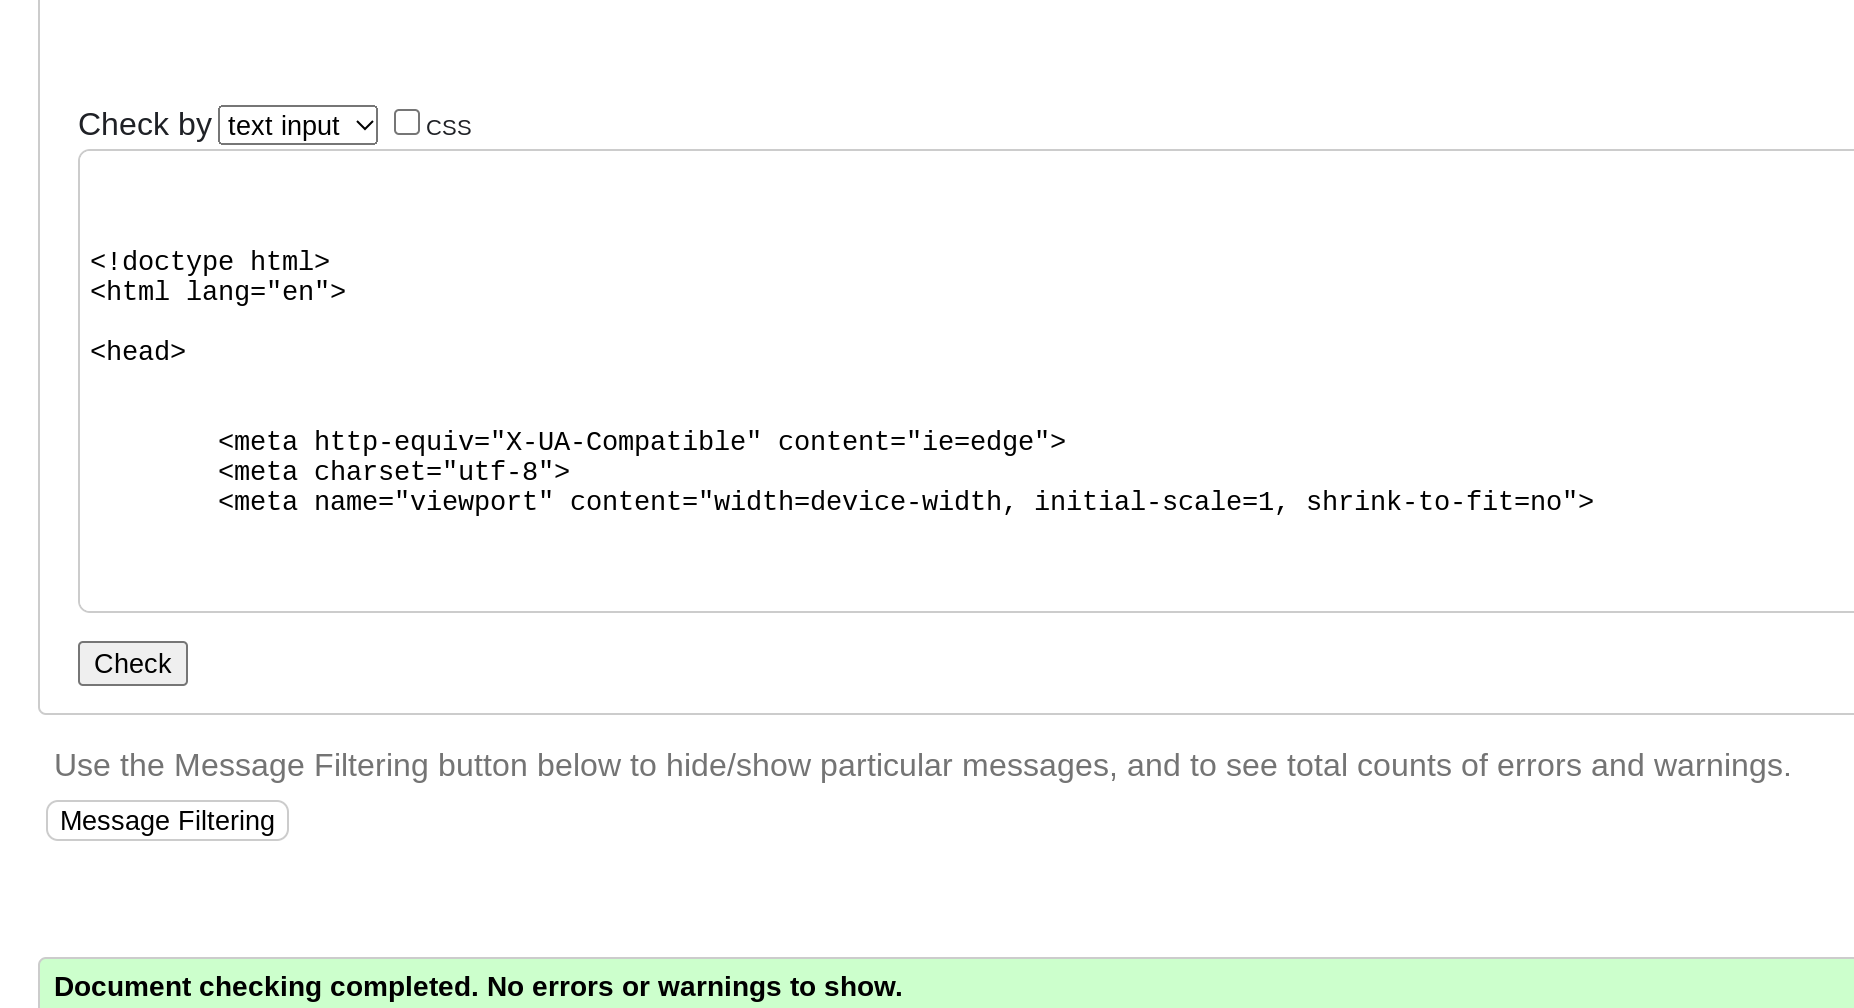 Check by text input CSS
<!doctype html>
<html lang="en">
<head>
<meta http-equiv="X-UA-Compatible" content="ie=edge">
<meta charset="utf-8">
<meta name="viewport" content="width=device-width, initial-scale=1, shrink-to-fit=no">
Check
Use the Message Filtering button below to hide/show particular messages, and to see total counts of errors and warnings.
Message Filtering
Document checking completed. No errors or warnings to show.